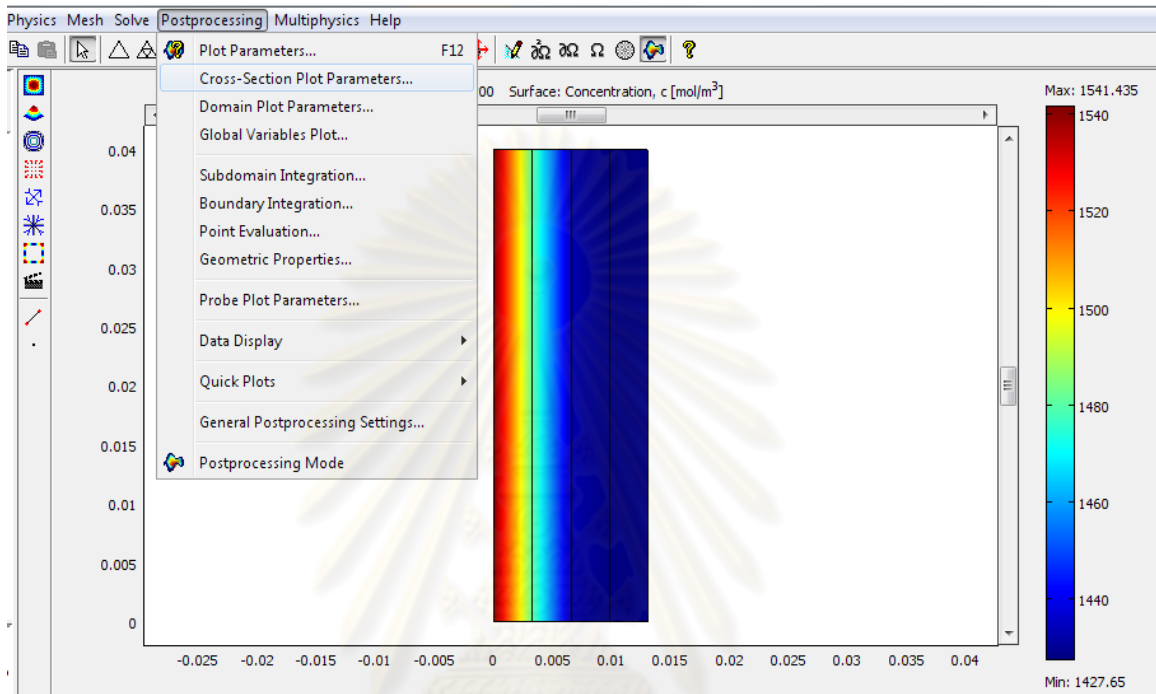 Physics Mesh Solve Postprocessing Multiphysics Help
Plot Parameters... F12
Cross-Section Plot Parameters...
Domain Plot Parameters...
Global Variables Plot...
Subdomain Integration...
Boundary Integration...
Point Evaluation...
Geometric Properties...
Probe Plot Parameters...
Data Display
Quick Plots
General Postprocessing Settings...
Postprocessing Mode
00 Surface: Concentration, c [mol/m³]
Max: 1541.435
1540
1520
1500
1480
1460
1440
Min: 1427.65
0.04
0.035
0.03
0.025
0.02
0.015
0.01
0.005
0
-0.025 -0.02 -0.015 -0.01 -0.005 0 0.005 0.01 0.015 0.02 0.025 0.03 0.035 0.04